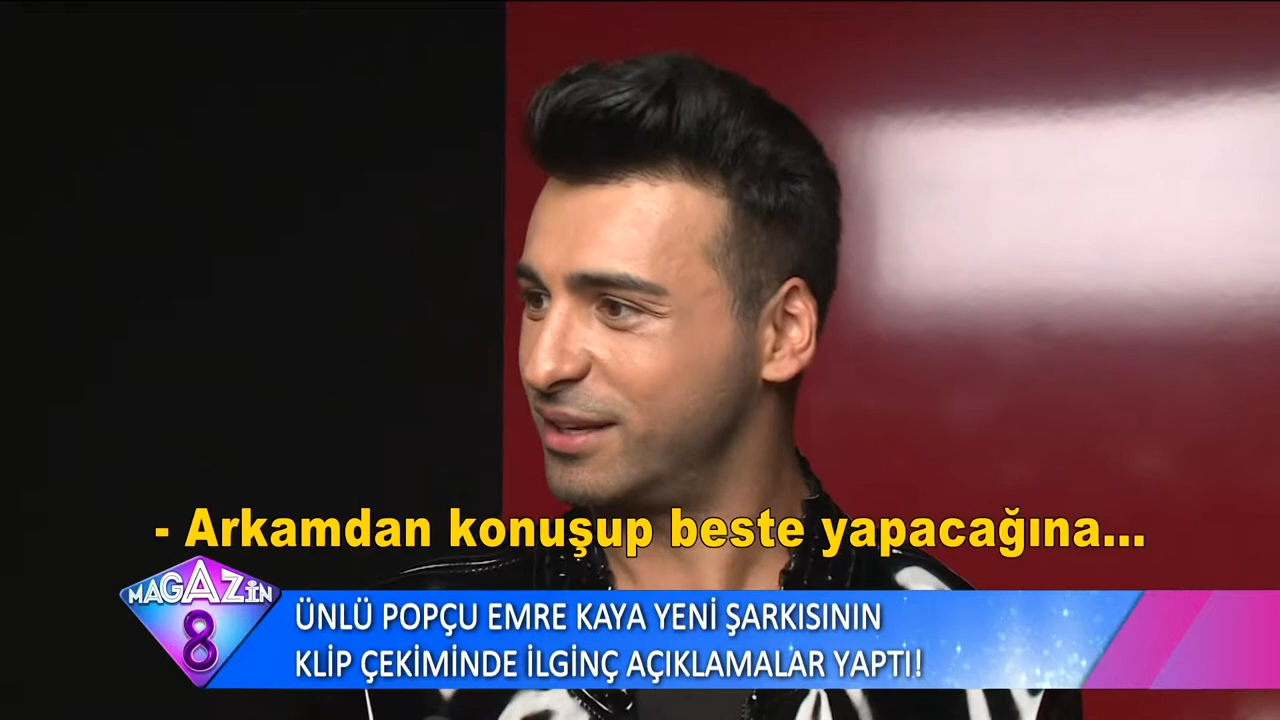 - Arkamdan konuşup beste yapacağına...
MAGAZİN
8
ÜNLÜ POPÇU EMRE KAYA YENİ ŞARKISININ
KLİP ÇEKİMİNDE İLGİNÇ AÇIKLAMALAR YAPTI!